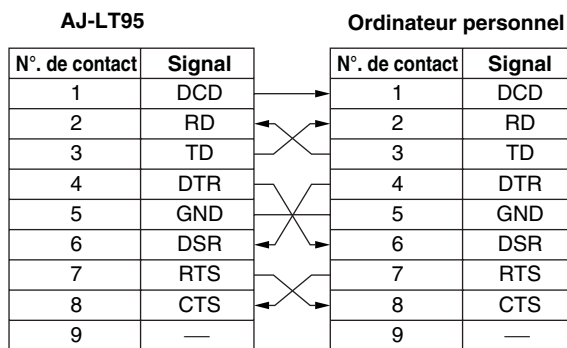 AJ-LT95 Ordinateur personnel
N°. de contact Signal N°. de contact Signal
1 DCD 1 DCD
2 RD 2 RD
3 TD 3 TD
4 DTR 4 DTR
5 GND 5 GND
6 DSR 6 DSR
7 RTS 7 RTS
8 CTS 8 CTS
9 — 9 —